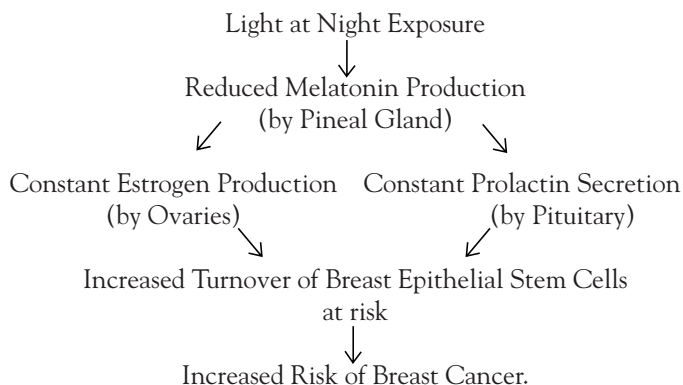 Light at Night Exposure
Reduced Melatonin Production
(by Pineal Gland)
Constant Estrogen Production
(by Ovaries)
Constant Prolactin Secretion
(by Pituitary)
Increased Turnover of Breast Epithelial Stem Cells
at risk
Increased Risk of Breast Cancer.